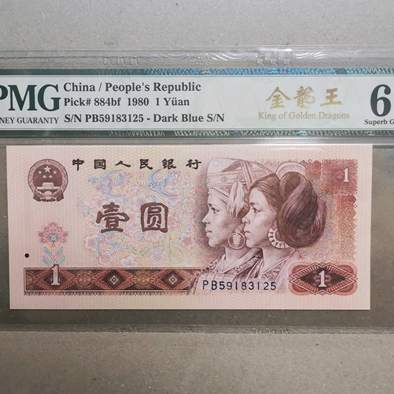 PMG
China / People's Republic
Pick# 884bf 1980 1 Yüan
S/N PB59183125 - Dark Blue S/N
NEY GUARANTY
金龍王
King of Golden Dragons
6
Superb G
中国人民银行
1
壹圆
1
PB59183125
1